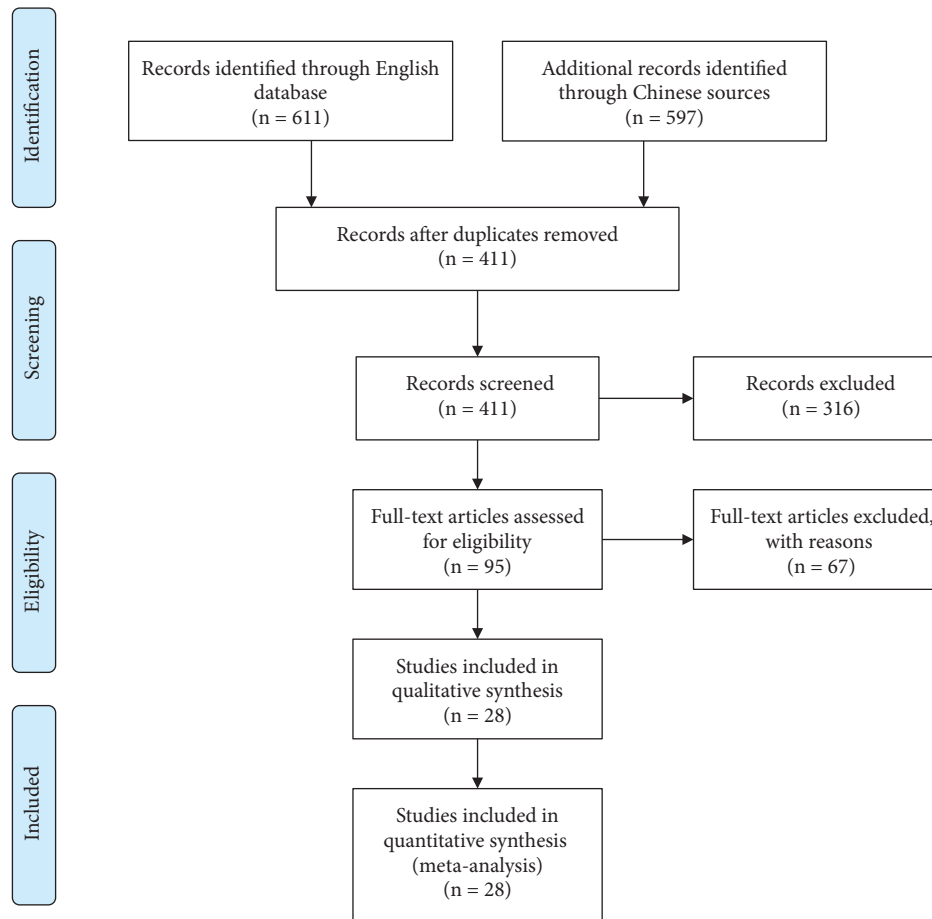 Identification
Records identified through English
database
(n = 611)
Additional records identified
through Chinese sources
(n = 597)
Screening
Records after duplicates removed
(n = 411)
Records screened
(n = 411)
Records excluded
(n = 316)
Eligibility
Full-text articles assessed
for eligibility
(n = 95)
Full-text articles excluded,
with reasons
(n = 67)
Studies included in
qualitative synthesis
(n = 28)
Included
Studies included in
quantitative synthesis
(meta-analysis)
(n = 28)